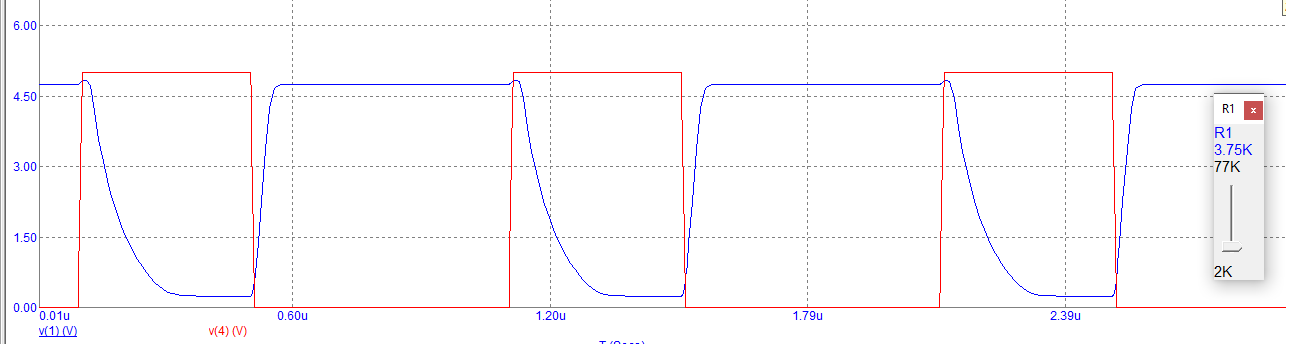 6.00
4.50
3.00
1.50
0.00
0.01u 0.60u 1.20u 1.79u 2.39u
v(1) (V) v(4) (V)
R1 x
R1
3.75K
77K
2K